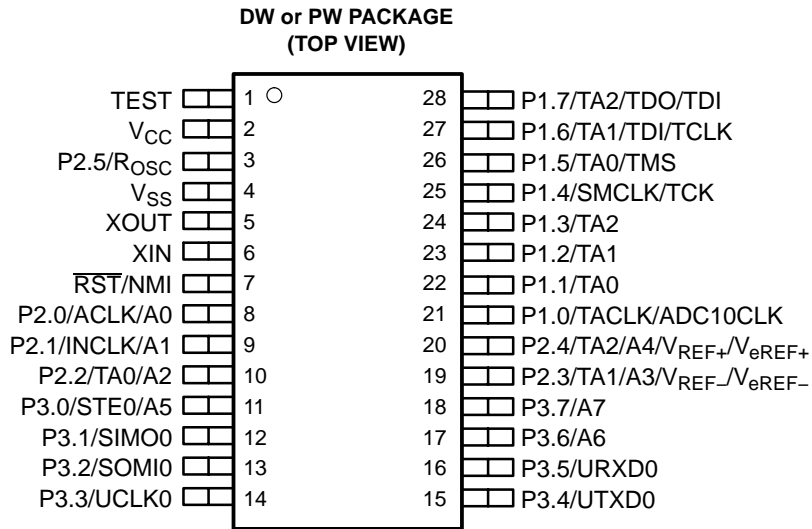 DW or PW PACKAGE
(TOP VIEW)
TEST 1 28 P1.7/TA2/TDO/TDI
VCC 2 27 P1.6/TA1/TDI/TCLK
P2.5/ROSC 3 26 P1.5/TA0/TMS
VSS 4 25 P1.4/SMCLK/TCK
XOUT 5 24 P1.3/TA2
XIN 6 23 P1.2/TA1
R̅S̅T̅/NMI 7 22 P1.1/TA0
P2.0/ACLK/A0 8 21 P1.0/TACLK/ADC10CLK
P2.1/INCLK/A1 9 20 P2.4/TA2/A4/VREF+/VeREF+
P2.2/TA0/A2 10 19 P2.3/TA1/A3/VREF−/VeREF−
P3.0/STE0/A5 11 18 P3.7/A7
P3.1/SIMO0 12 17 P3.6/A6
P3.2/SOMI0 13 16 P3.5/URXD0
P3.3/UCLK0 14 15 P3.4/UTXD0